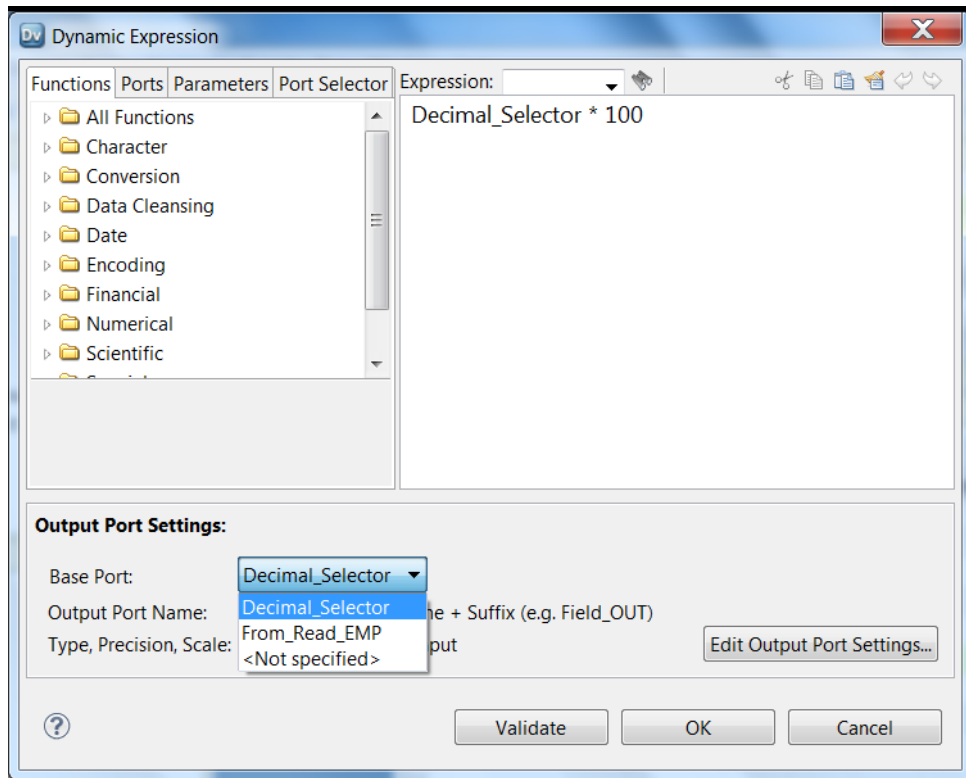 Dv Dynamic Expression
Functions Ports Parameters Port Selector
All Functions
Character
Conversion
Data Cleansing
Date
Encoding
Financial
Numerical
Scientific
Expression:
Decimal_Selector * 100
Output Port Settings:
Base Port: Decimal_Selector
Decimal_Selector
From_Read_EMP
<Not specified>
Output Port Name: + Suffix (e.g. Field_OUT)
Type, Precision, Scale:
Edit Output Port Settings...
?
Validate
OK
Cancel